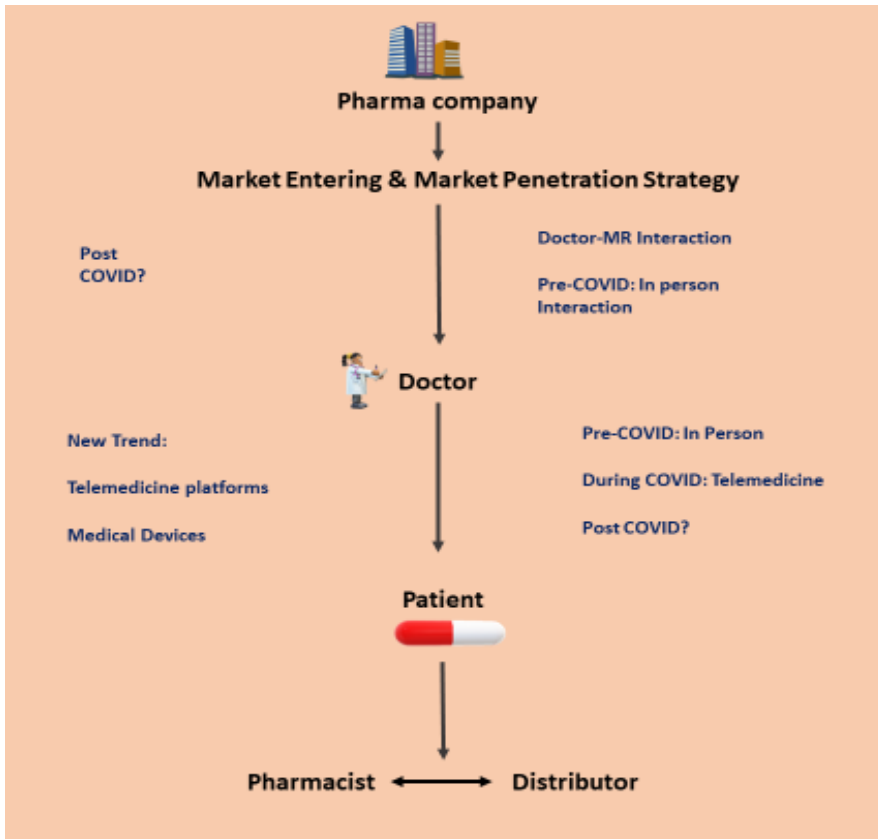 Pharma company
Market Entering & Market Penetration Strategy
Post
COVID?
Doctor-MR Interaction
Pre-COVID: In person
Interaction
Doctor
New Trend:
Telemedicine platforms
Medical Devices
Pre-COVID: In Person
During COVID: Telemedicine
Post COVID?
Patient
Pharmacist
Distributor